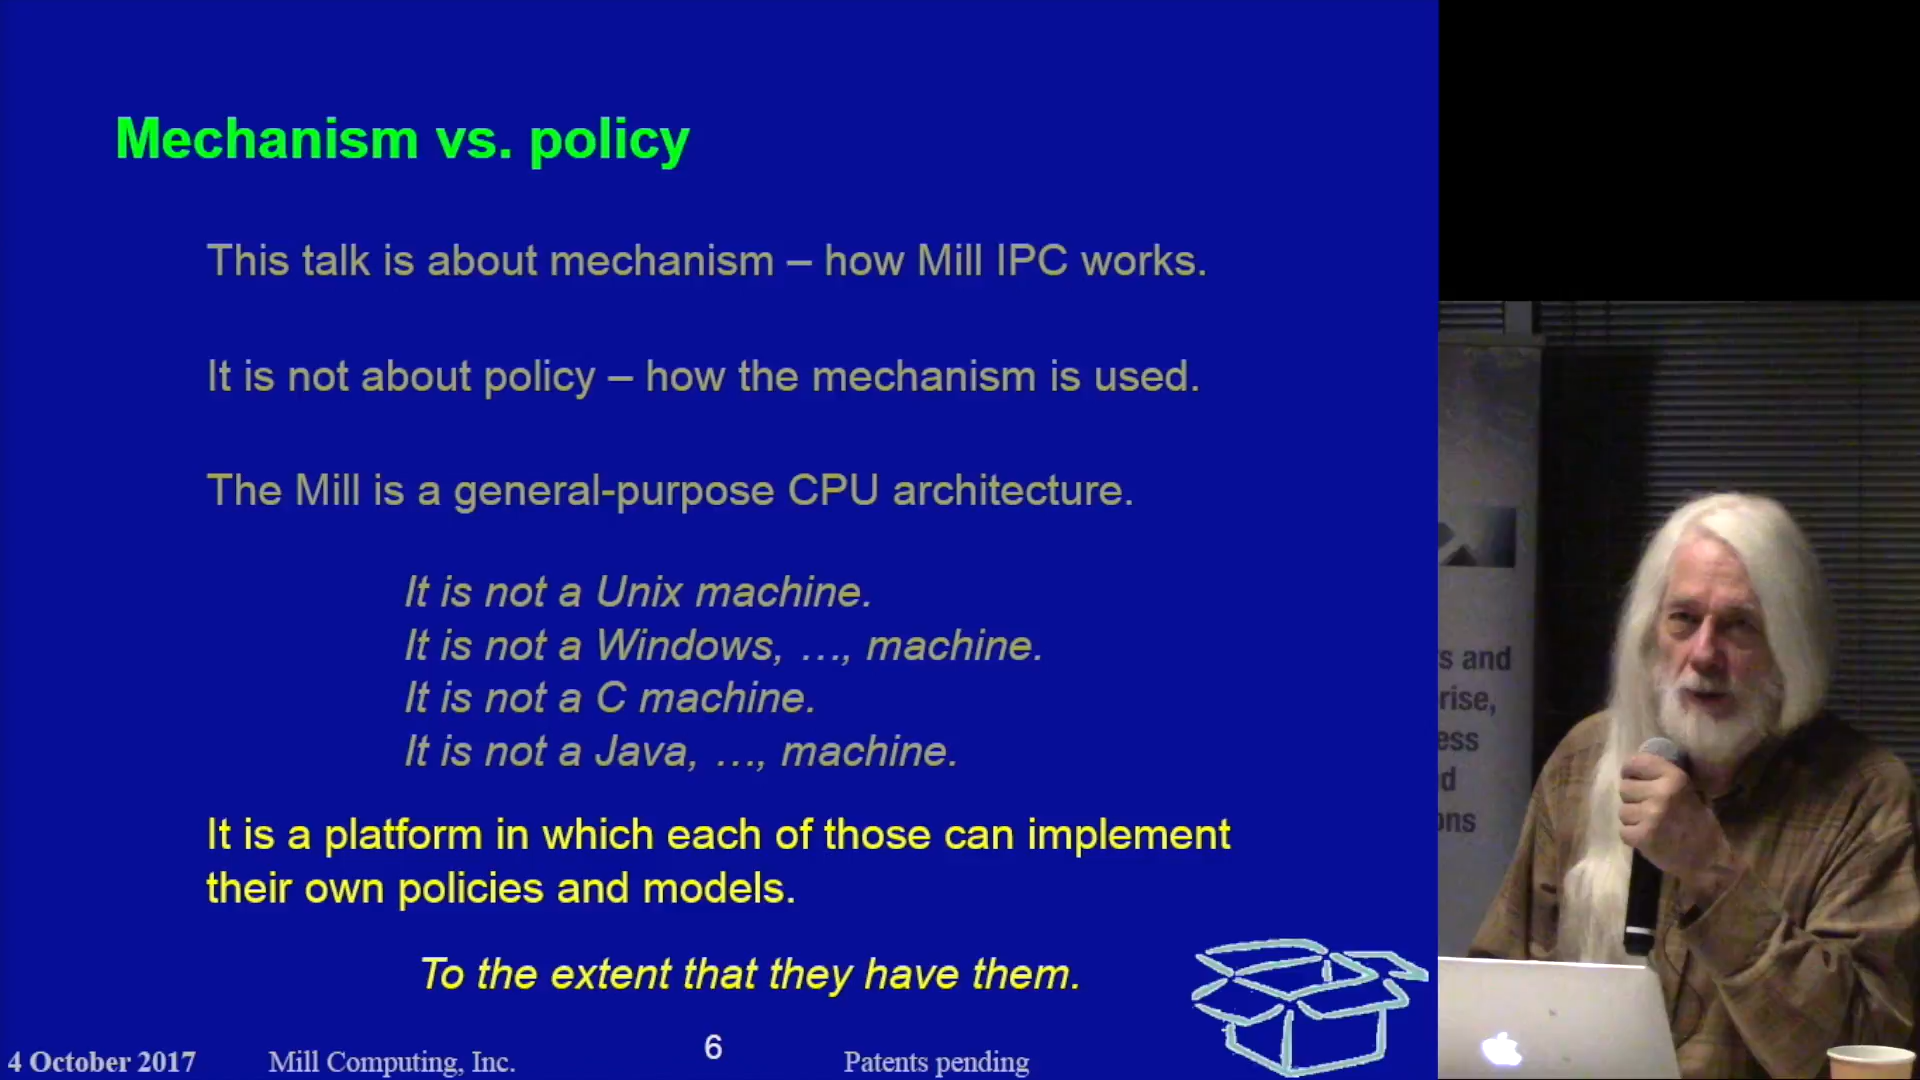 Mechanism vs. policy
This talk is about mechanism – how Mill IPC works.
It is not about policy – how the mechanism is used.
The Mill is a general-purpose CPU architecture.
It is not a Unix machine.
It is not a Windows, …, machine.
It is not a C machine.
It is not a Java, …, machine.
It is a platform in which each of those can implement
their own policies and models.
To the extent that they have them.
4 October 2017 Mill Computing, Inc. 6 Patents pending
s and
rise,
ess
d
ons